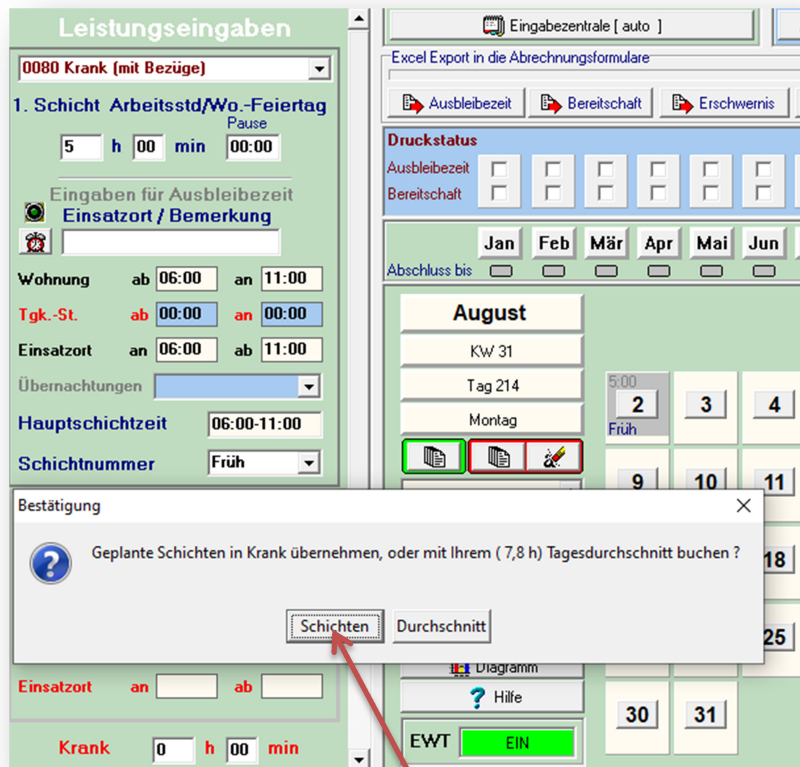 Leistungseingaben
0080 Krank (mit Bezüge)
1. Schicht Arbeitsstd/Wo.-Feiertag
Pause
5 h 00 min 00:00
Eingaben für Ausbleibezeit
Einsatzort / Bemerkung
Wohnung ab 06:00 an 11:00
Tgk.-St. ab 00:00 an 00:00
Einsatzort an 06:00 ab 11:00
Übernachtungen
Hauptschichtzeit 06:00-11:00
Schichtnummer Früh
Eingabezentrale [ auto ]
Excel Export in die Abrechnungsformulare
Ausbleibezeit Bereitschaft Erschwernis
Druckstatus
Ausbleibezeit
Bereitschaft
Jan Feb Mär Apr Mai Jun
Abschluss bis
August
KW 31
Tag 214
Montag
5:00
2 3 4
Früh
9 10 11
Bestätigung
Geplante Schichten in Krank übernehmen, oder mit Ihrem ( 7,8 h) Tagesdurchschnitt buchen ?
Schichten Durchschnitt
18
25
Einsatzort an ab
Krank 0 h 00 min
Diagramm
Hilfe
EWT EIN
30 31